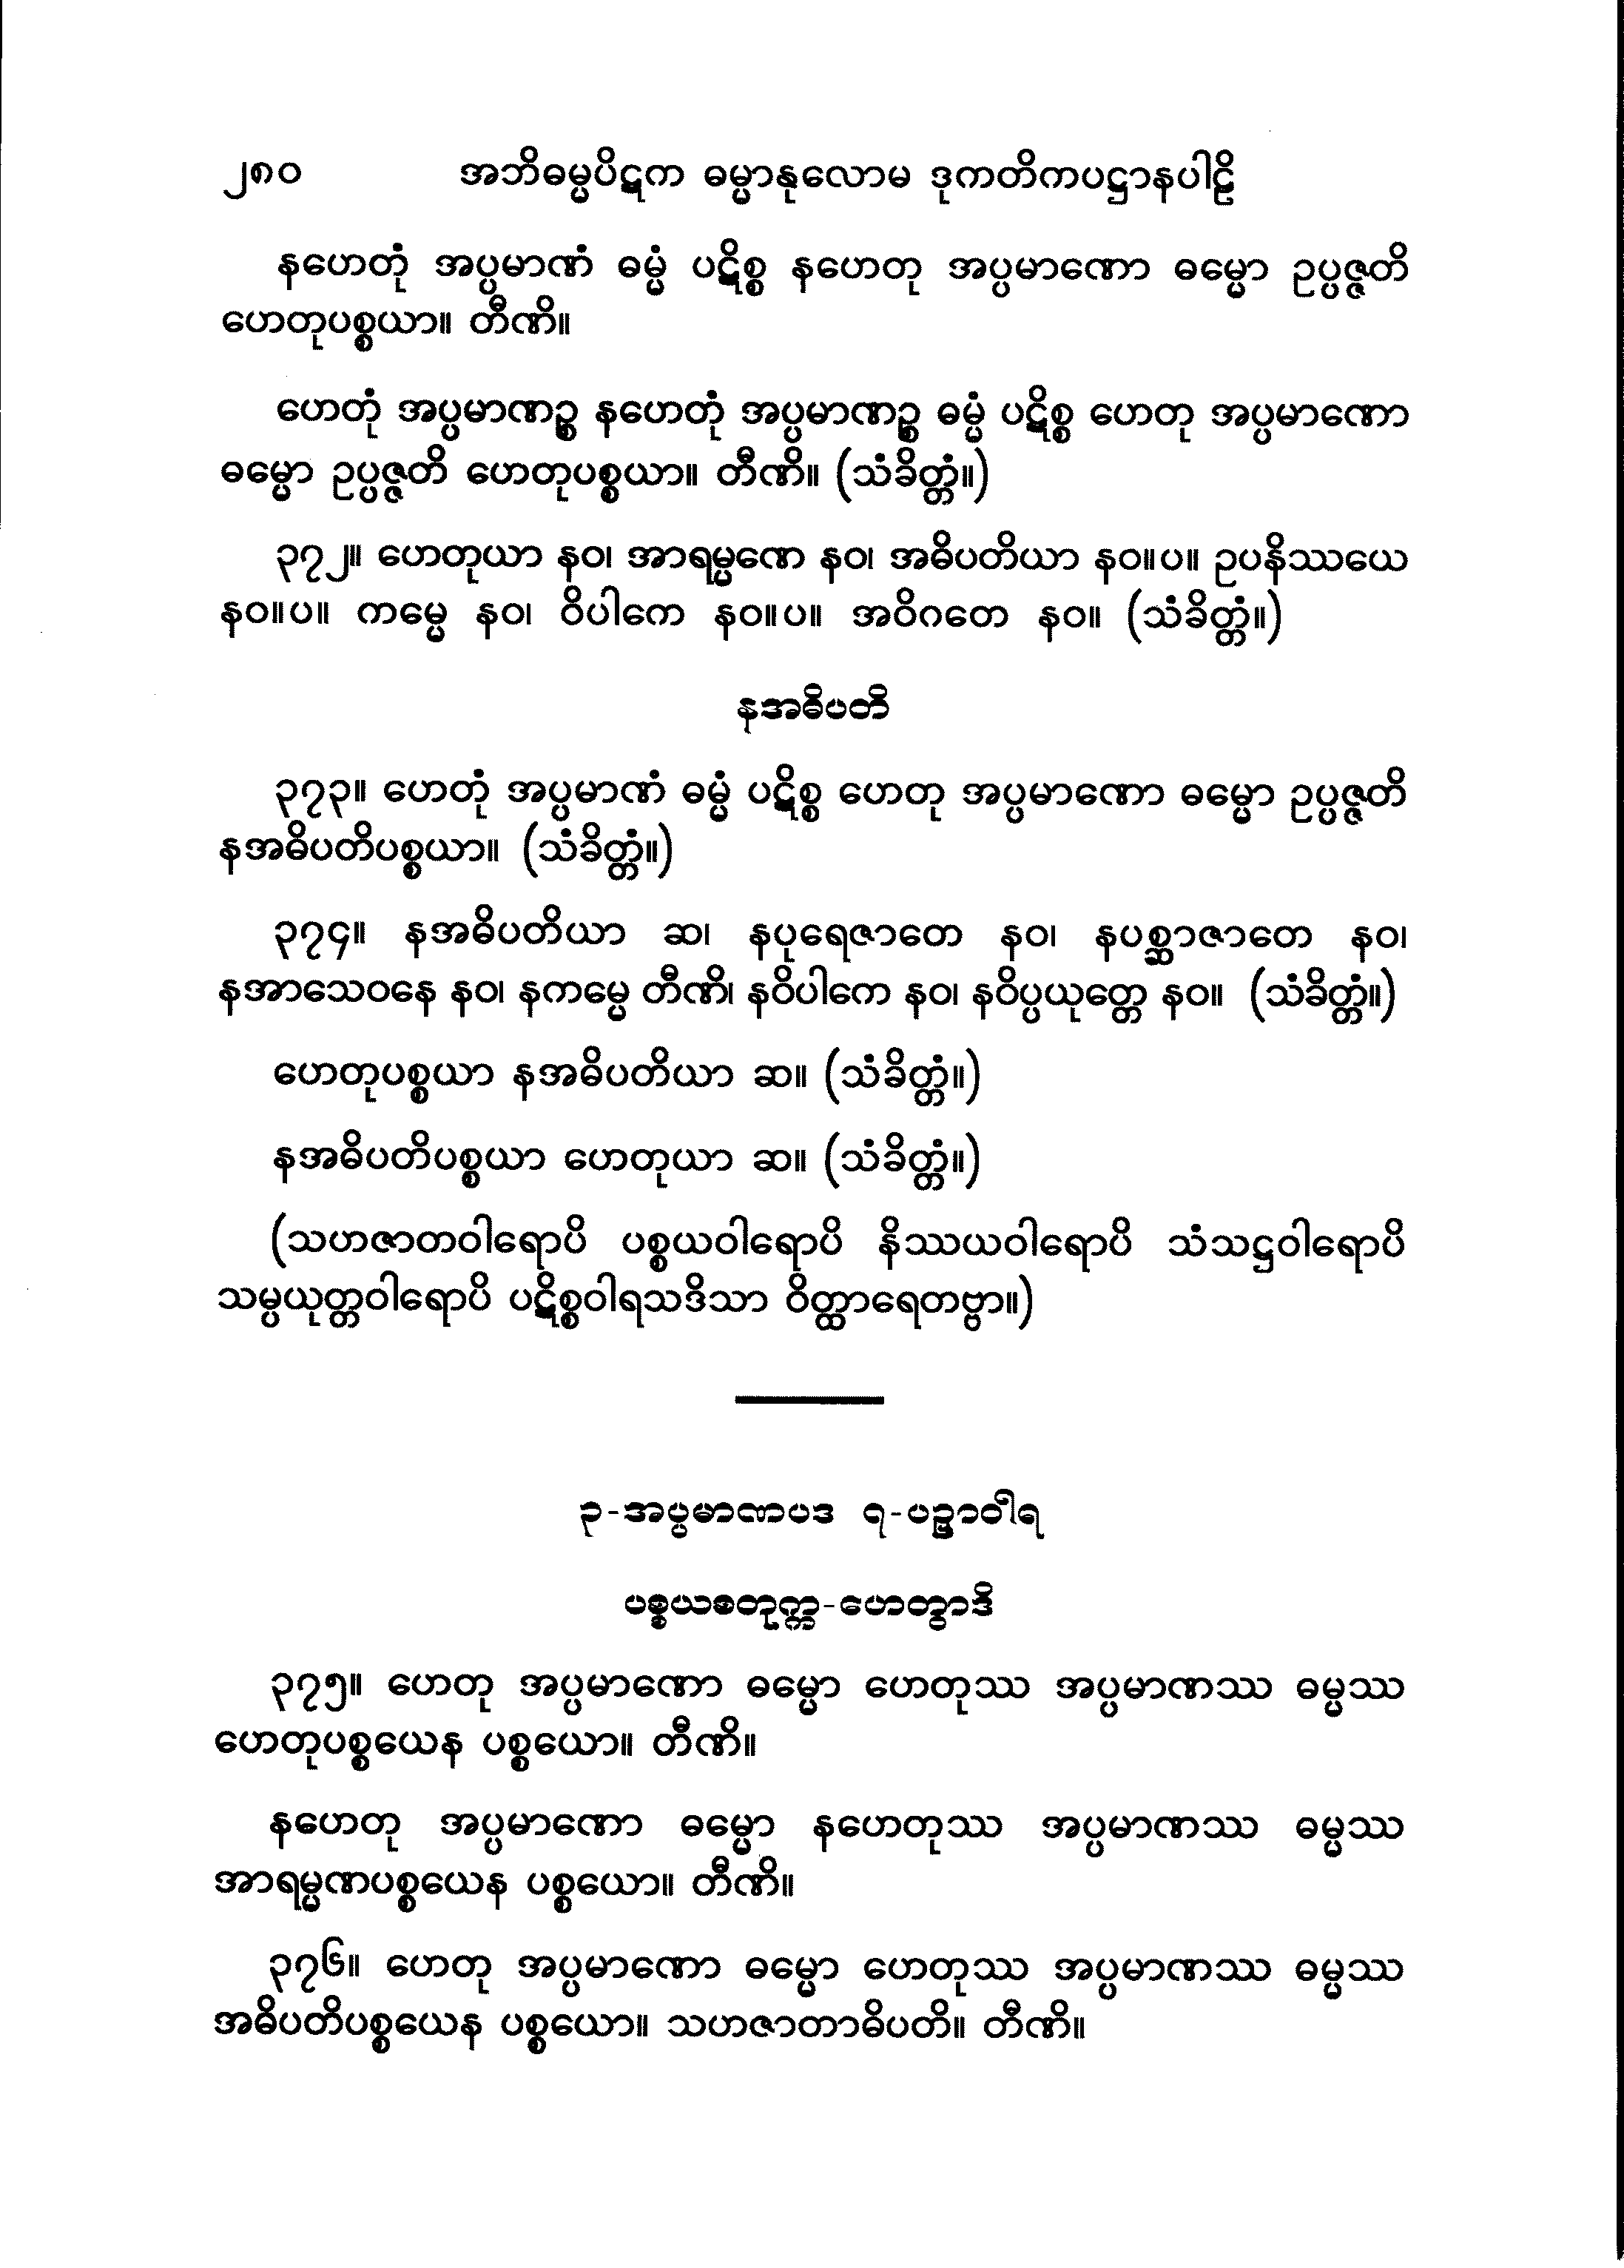 ၂၈၀ အဘိဓမ္မပိဋက ဓမ္မာနုလောမ ဒုကတိကပဋ္ဌာနပါဠိ
နဟေတုံ အပ္ပမာဏံ ဓမ္မံ ပဋိစ္စ နဟေတု အပ္ပမာဏော ဓမ္မော ဥပ္ပဇ္ဇတိ
ဟေတုပစ္စယာ။ တီဏိ။
ဟေတုံ အပ္ပမာဏဉ္စ နဟေတုံ အပ္ပမာဏဉ္စ ဓမ္မံ ပဋိစ္စ ဟေတု အပ္ပမာဏော
ဓမ္မော ဥပ္ပဇ္ဇတိ ဟေတုပစ္စယာ။ တီဏိ။ (သံခိတ္တံ။)
၃၇၂။ ဟေတုယာ နဝ၊ အာရမ္မဏေ နဝ၊ အဓိပတိယာ နဝ။ပ။ ဥပနိဿယေ
နဝ။ပ။ ကမ္မေ နဝ၊ ဝိပါကေ နဝ။ပ။ အဝိဂတေ နဝ။ (သံခိတ္တံ။)
နအဓိပတိ
၃၇၃။ ဟေတုံ အပ္ပမာဏံ ဓမ္မံ ပဋိစ္စ ဟေတု အပ္ပမာဏော ဓမ္မော ဥပ္ပဇ္ဇတိ
နအဓိပတိပစ္စယာ။ (သံခိတ္တံ။)
၃၇၄။ နအဓိပတိယာ ဆ၊ နပုရေဇာတေ နဝ၊ နပစ္ဆာဇာတေ နဝ၊
နအာသေဝနေ နဝ၊ နကမ္မေ တီဏိ၊ နဝိပါကေ နဝ၊ နဝိပ္ပယုတ္တေ နဝ။ (သံခိတ္တံ။)
ဟေတုပစ္စယာ နအဓိပတိယာ ဆ။ (သံခိတ္တံ။)
နအဓိပတိပစ္စယာ ဟေတုယာ ဆ။ (သံခိတ္တံ။)
(သဟဇာတဝါရောပိ ပစ္စယဝါရောပိ နိဿယဝါရောပိ သံသဋ္ဌဝါရောပိ
သမ္ပယုတ္တဝါရောပိ ပဋိစ္စဝါရသဒိသာ ဝိတ္ထာရေတဗ္ဗာ။)
၃-အပ္ပမာဏပဒ ၇-ပဉှာဝါရ
ပစ္စယစတုက္က-ဟေတွာဒိ
၃၇၅။ ဟေတု အပ္ပမာဏော ဓမ္မော ဟေတုဿ အပ္ပမာဏဿ ဓမ္မဿ
ဟေတုပစ္စယေန ပစ္စယော။ တီဏိ။
နဟေတု အပ္ပမာဏော ဓမ္မော နဟေတုဿ အပ္ပမာဏဿ ဓမ္မဿ
အာရမ္မဏပစ္စယေန ပစ္စယော။ တီဏိ။
၃၇၆။ ဟေတု အပ္ပမာဏော ဓမ္မော ဟေတုဿ အပ္ပမာဏဿ ဓမ္မဿ
အဓိပတိပစ္စယေန ပစ္စယော။ သဟဇာတာဓိပတိ။ တီဏိ။